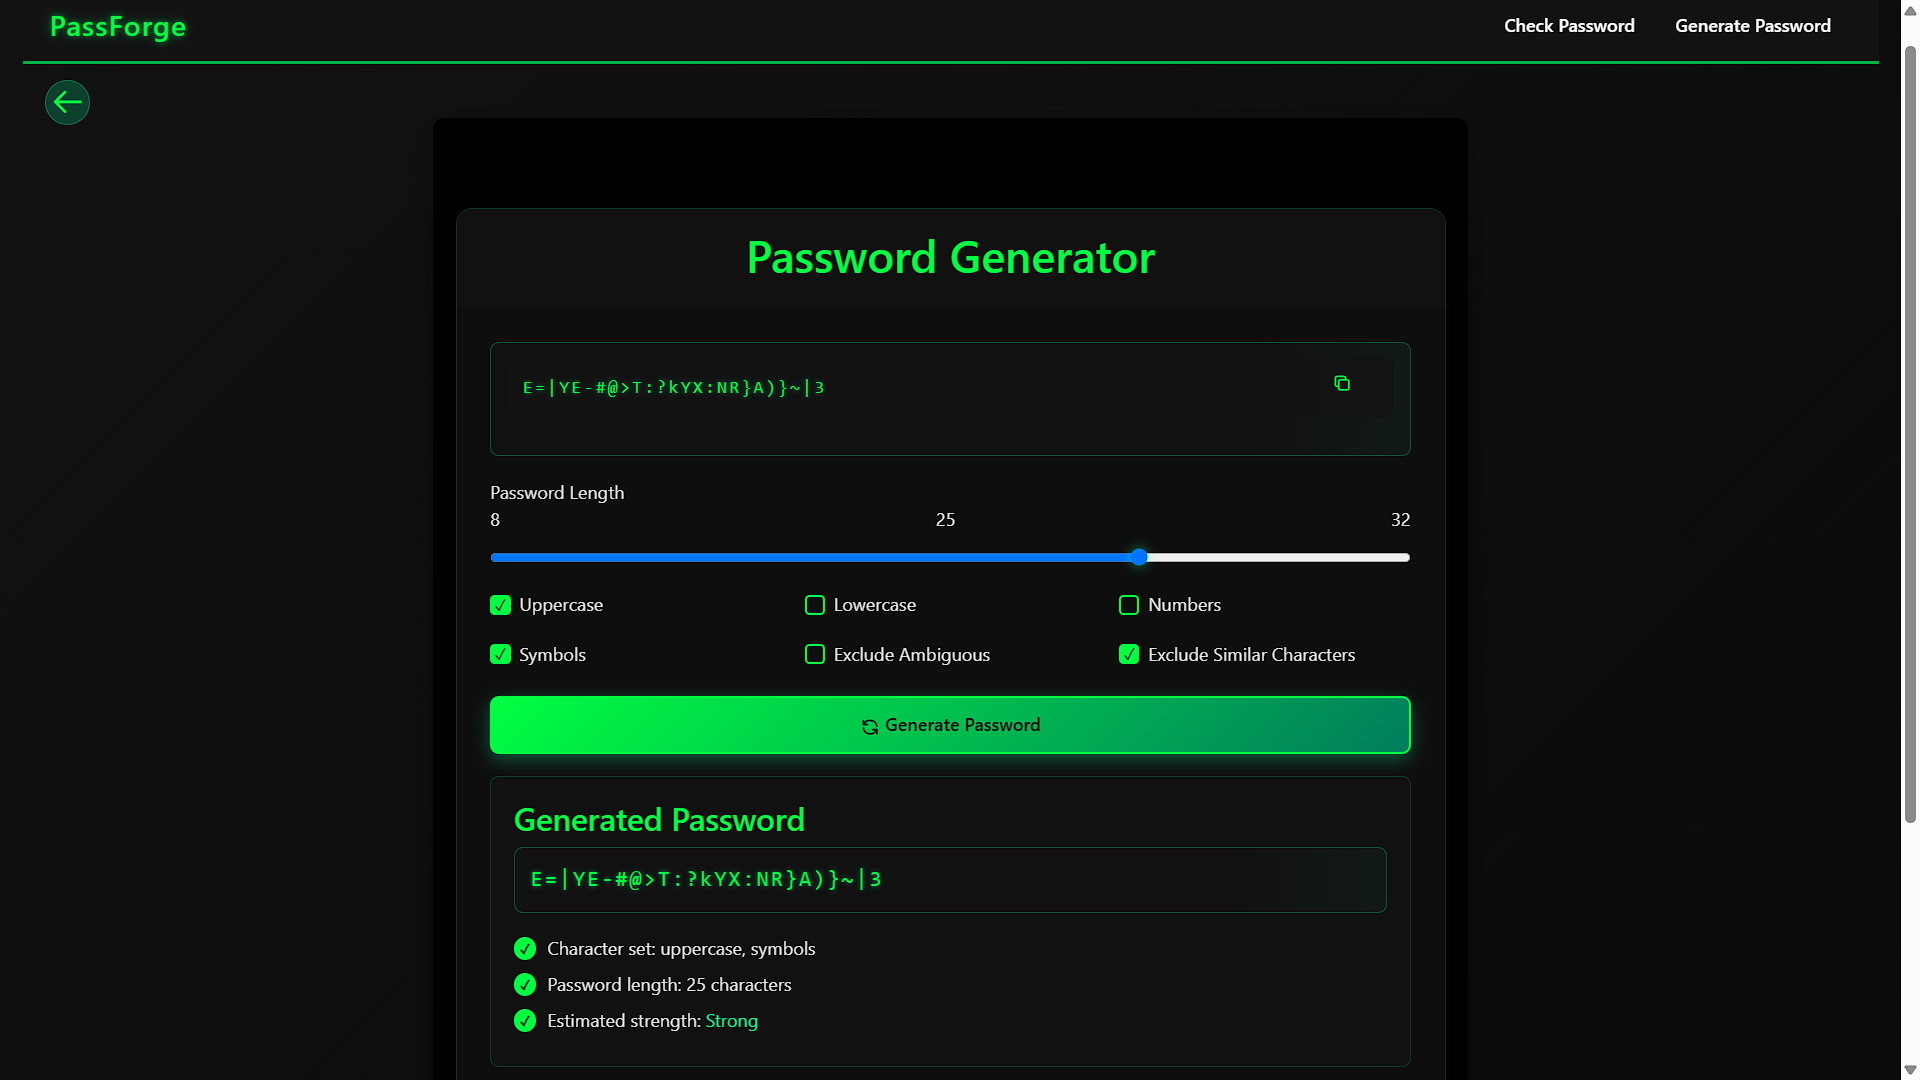 PassForge
Check Password Generate Password
Password Generator
E=|YE-#@>T:?kYX:NR}A)}~|3
Password Length
8 25 32
Uppercase Lowercase Numbers
Symbols Exclude Ambiguous Exclude Similar Characters
Generate Password
Generated Password
E=|YE-#@>T:?kYX:NR}A)}~|3
Character set: uppercase, symbols
Password length: 25 characters
Estimated strength: Strong